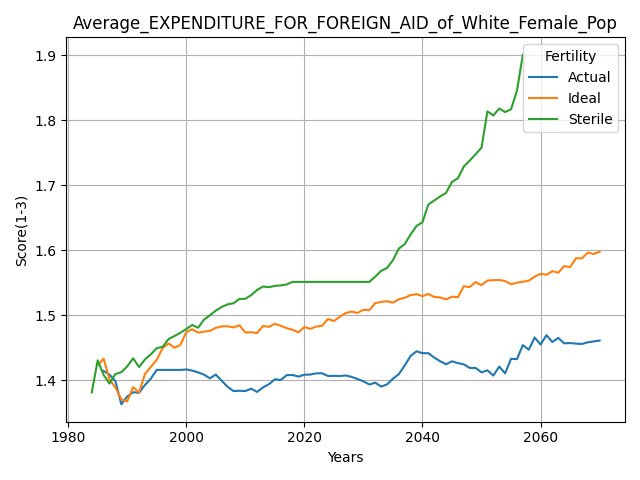 Average_EXPENDITURE_FOR_FOREIGN_AID_of_White_Female_Pop
Fertility
Actual
Ideal
Sterile
Score(1-3)
1.9
1.8
1.7
1.6
1.5
1.4
1980 2000 2020 2040 2060
Years